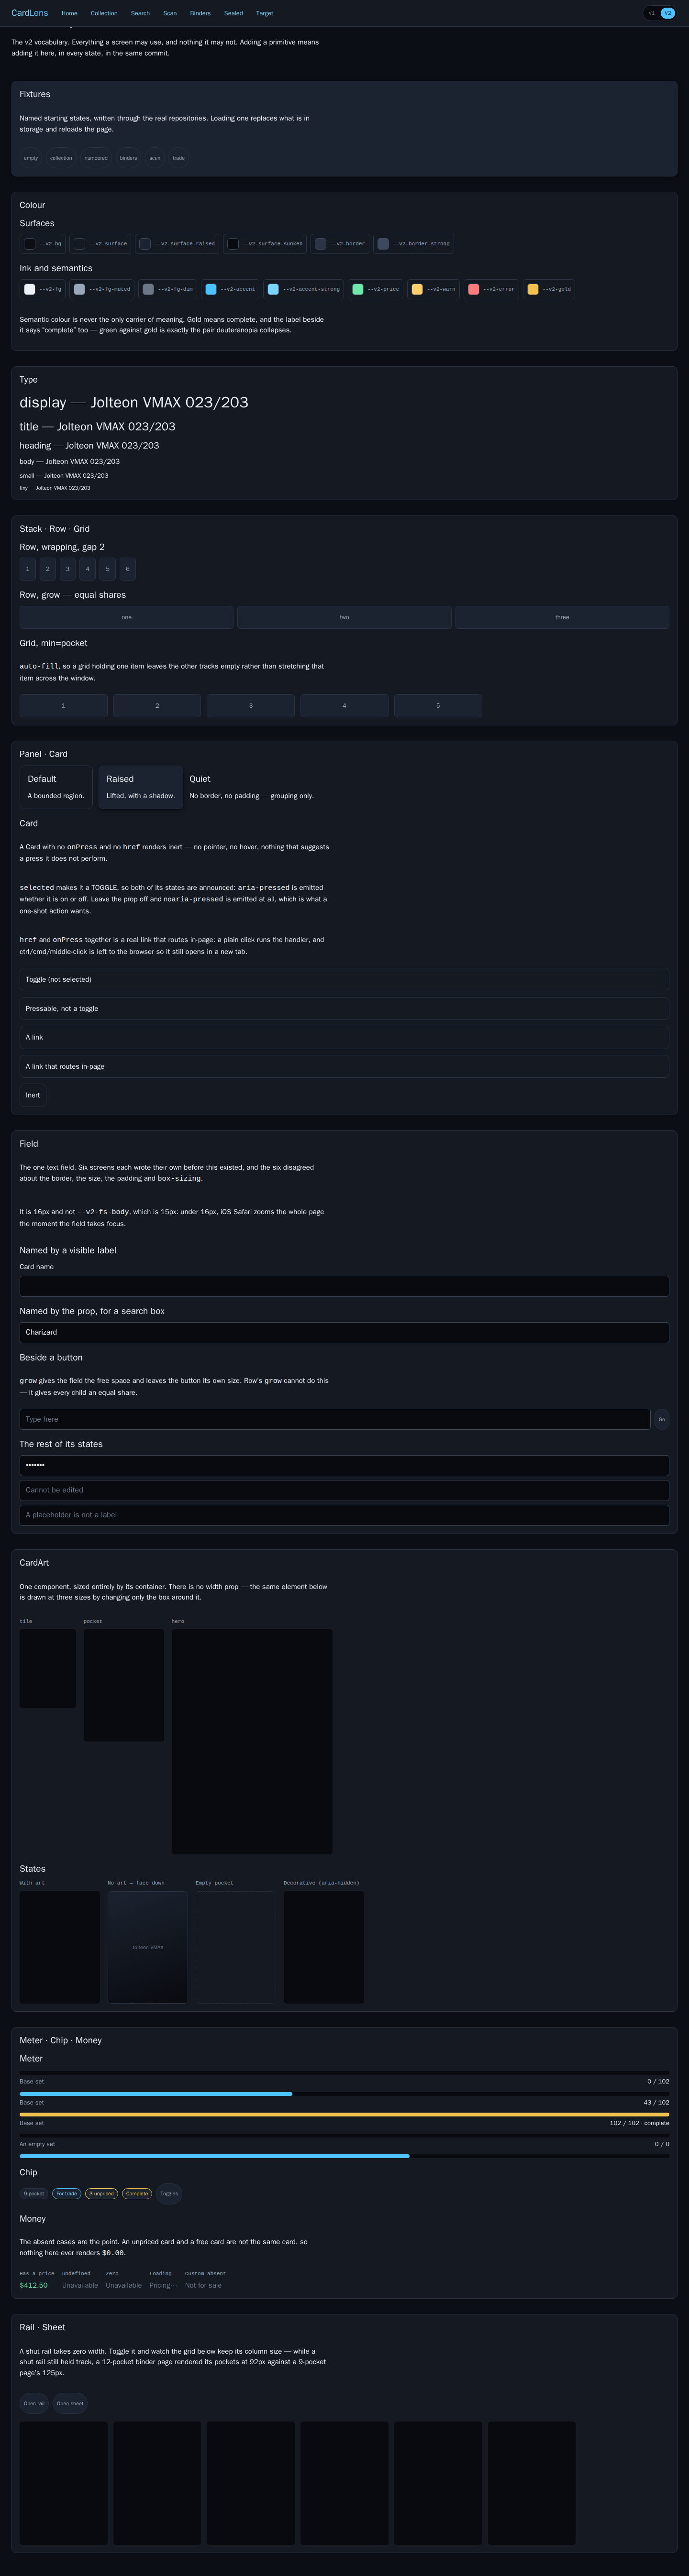 CardLens Home Collection Search Scan Binders Sealed Target V1 V2
The v2 vocabulary. Everything a screen may use, and nothing it may not. Adding a primitive means
adding it here, in every state, in the same commit.
Fixtures
Named starting states, written through the real repositories. Loading one replaces what is in
storage and reloads the page.
empty collection numbered binders scan trade
Colour
Surfaces
--v2-bg --v2-surface --v2-surface-raised --v2-surface-sunken --v2-border --v2-border-strong
Ink and semantics
--v2-fg --v2-fg-muted --v2-fg-dim --v2-accent --v2-accent-strong --v2-price --v2-warn --v2-error --v2-gold
Semantic colour is never the only carrier of meaning. Gold means complete, and the label beside
it says “complete” too — green against gold is exactly the pair deuteranopia collapses.
Type
display — Jolteon VMAX 023/203
title — Jolteon VMAX 023/203
heading — Jolteon VMAX 023/203
body — Jolteon VMAX 023/203
small — Jolteon VMAX 023/203
tiny — Jolteon VMAX 023/203
Stack · Row · Grid
Row, wrapping, gap 2
1 2 3 4 5 6
Row, grow — equal shares
one two three
Grid, min=pocket
auto-fill, so a grid holding one item leaves the other tracks empty rather than stretching that
item across the window.
1 2 3 4 5
Panel · Card
Default Raised Quiet
A bounded region. Lifted, with a shadow. No border, no padding — grouping only.
Card
A Card with no onPress and no href renders inert — no pointer, no hover, nothing that suggests
a press it does not perform.
selected makes it a TOGGLE, so both of its states are announced: aria-pressed is emitted
whether it is on or off. Leave the prop off and noaria-pressed is emitted at all, which is what a
one-shot action wants.
href and onPress together is a real link that routes in-page: a plain click runs the handler, and
ctrl/cmd/middle-click is left to the browser so it still opens in a new tab.
Toggle (not selected)
Pressable, not a toggle
A link
A link that routes in-page
Inert
Field
The one text field. Six screens each wrote their own before this existed, and the six disagreed
about the border, the size, the padding and box-sizing.
It is 16px and not --v2-fs-body, which is 15px: under 16px, iOS Safari zooms the whole page
the moment the field takes focus.
Named by a visible label
Card name
Named by the prop, for a search box
Charizard
Beside a button
grow gives the field the free space and leaves the button its own size. Row’s grow cannot do this
— it gives every child an equal share.
Type here Go
The rest of its states
•••••••
Cannot be edited
A placeholder is not a label
CardArt
One component, sized entirely by its container. There is no width prop — the same element below
is drawn at three sizes by changing only the box around it.
tile pocket hero
States
With art No art — face down Empty pocket Decorative (aria-hidden)
Jolteon VMAX
Meter · Chip · Money
Meter
Base set 0 / 102
Base set 43 / 102
Base set 102 / 102 · complete
An empty set 0 / 0
Chip
9-pocket For trade 3 unpriced Complete Toggles
Money
The absent cases are the point. An unpriced card and a free card are not the same card, so
nothing here ever renders $0.00.
Has a price undefined Zero Loading Custom absent
$412.50 Unavailable Unavailable Pricing… Not for sale
Rail · Sheet
A shut rail takes zero width. Toggle it and watch the grid below keep its column size — while a
shut rail still held track, a 12-pocket binder page rendered its pockets at 92px against a 9-pocket
page’s 125px.
Open rail Open sheet